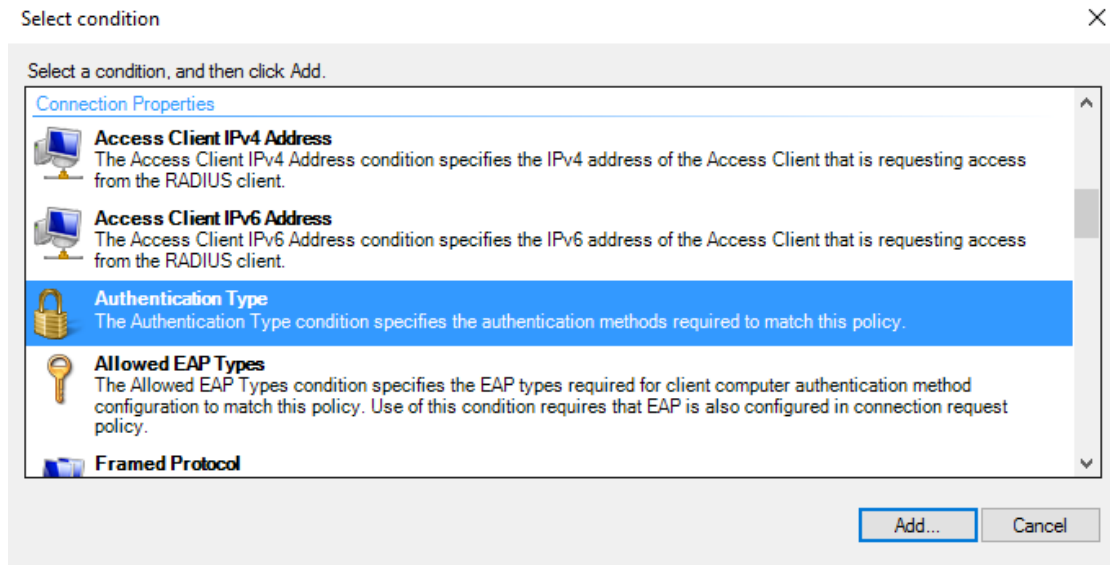 Select condition
Select a condition, and then click Add.
Connection Properties
Access Client IPv4 Address
The Access Client IPv4 Address condition specifies the IPv4 address of the Access Client that is requesting access
from the RADIUS client.
Access Client IPv6 Address
The Access Client IPv6 Address condition specifies the IPv6 address of the Access Client that is requesting access
from the RADIUS client.
Authentication Type
The Authentication Type condition specifies the authentication methods required to match this policy.
Allowed EAP Types
The Allowed EAP Types condition specifies the EAP types required for client computer authentication method
configuration to match this policy. Use of this condition requires that EAP is also configured in connection request
policy.
Framed Protocol
Add...
Cancel